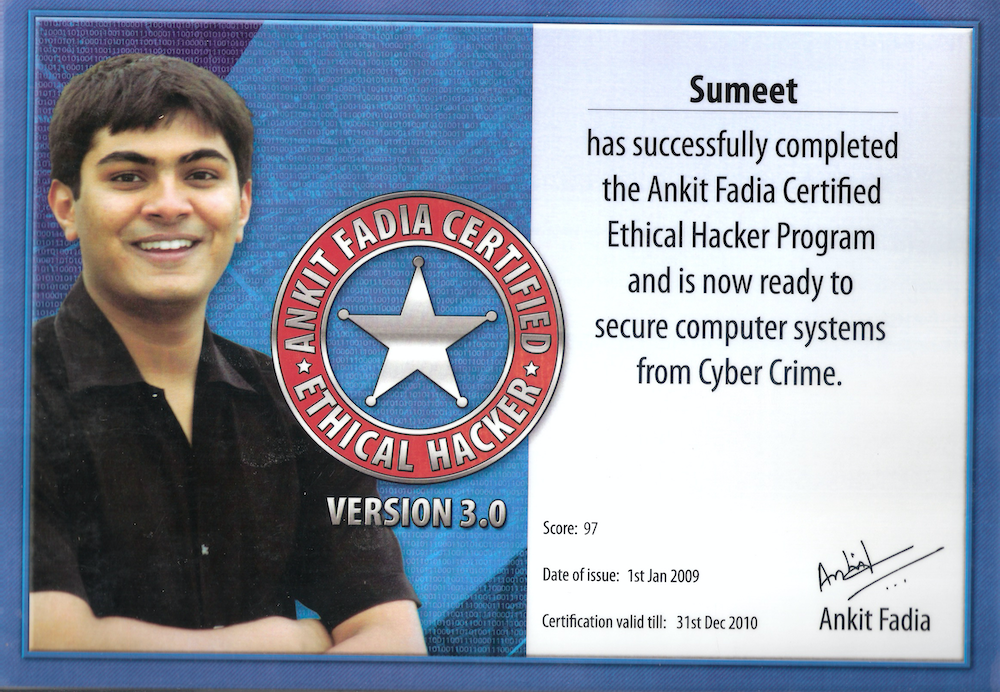 ANKIT FADIA CERTIFIED
ETHICAL HACKER
VERSION 3.0
Sumeet
has successfully completed
the Ankit Fadia Certified
Ethical Hacker Program
and is now ready to
secure computer systems
from Cyber Crime.
Score: 97
Date of issue: 1st Jan 2009
Certification valid till: 31st Dec 2010
Ankit
Ankit Fadia